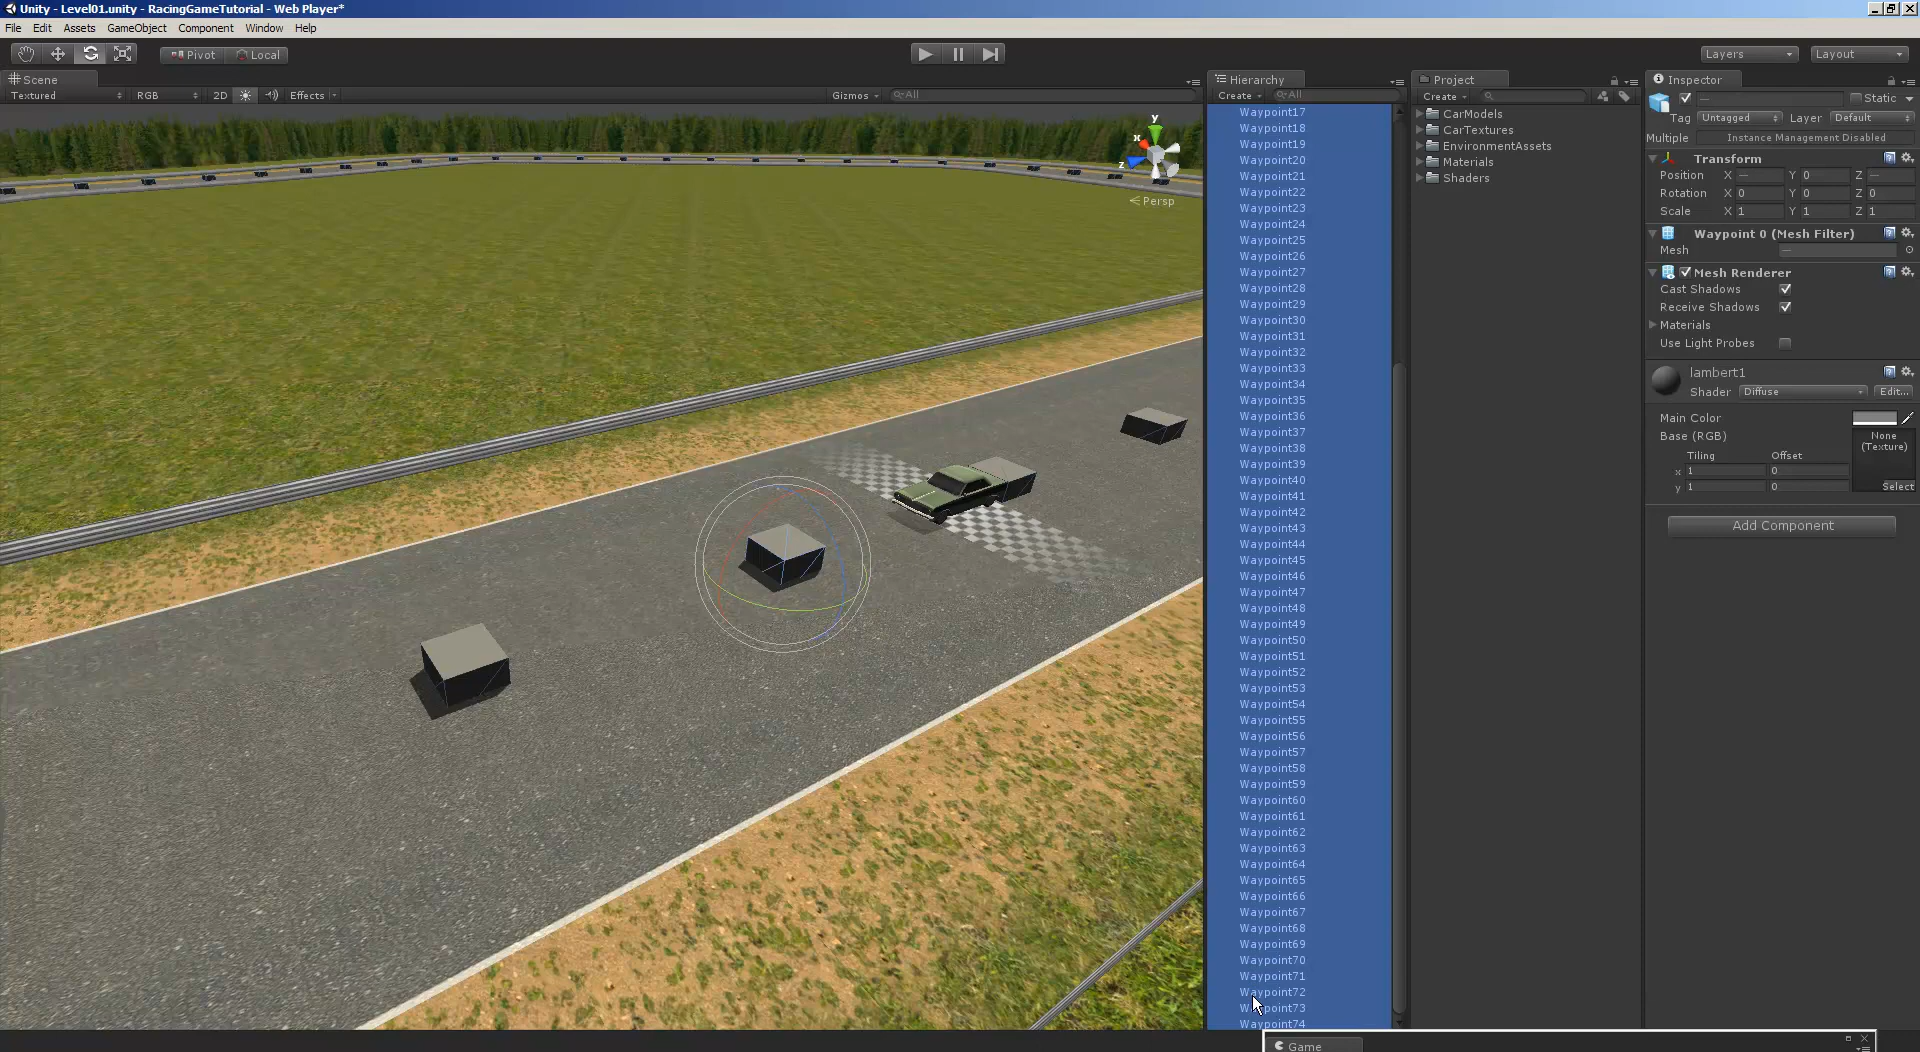 Unity - Level01.unity - RacingGameTutorial - Web Player*
File Edit Assets GameObject Component Window Help
Pivot Local Layers Layout
Scene
Textured RGB 2D Effects Gizmos All
y
x
z
Persp
Hierarchy
Create All
Waypoint17
Waypoint18
Waypoint19
Waypoint20
Waypoint21
Waypoint22
Waypoint23
Waypoint24
Waypoint25
Waypoint26
Waypoint27
Waypoint28
Waypoint29
Waypoint30
Waypoint31
Waypoint32
Waypoint33
Waypoint34
Waypoint35
Waypoint36
Waypoint37
Waypoint38
Waypoint39
Waypoint40
Waypoint41
Waypoint42
Waypoint43
Waypoint44
Waypoint45
Waypoint46
Waypoint47
Waypoint48
Waypoint49
Waypoint50
Waypoint51
Waypoint52
Waypoint53
Waypoint54
Waypoint55
Waypoint56
Waypoint57
Waypoint58
Waypoint59
Waypoint60
Waypoint61
Waypoint62
Waypoint63
Waypoint64
Waypoint65
Waypoint66
Waypoint67
Waypoint68
Waypoint69
Waypoint70
Waypoint71
Waypoint72
Waypoint73
Waypoint74
Project
Create
CarModels
CarTextures
EnvironmentAssets
Materials
Shaders
Inspector
— Static
Tag Untagged Layer Default
Multiple Instance Management Disabled
Transform
Position X — Y 0 Z —
Rotation X 0 Y 0 Z 0
Scale X 1 Y 1 Z 1
Waypoint 0 (Mesh Filter)
Mesh —
Mesh Renderer
Cast Shadows
Receive Shadows
Materials
Use Light Probes
lambert1
Shader Diffuse Edit...
Main Color
Base (RGB) None
(Texture)
Tiling Offset
x 1 0
y 1 0 Select
Add Component
Game